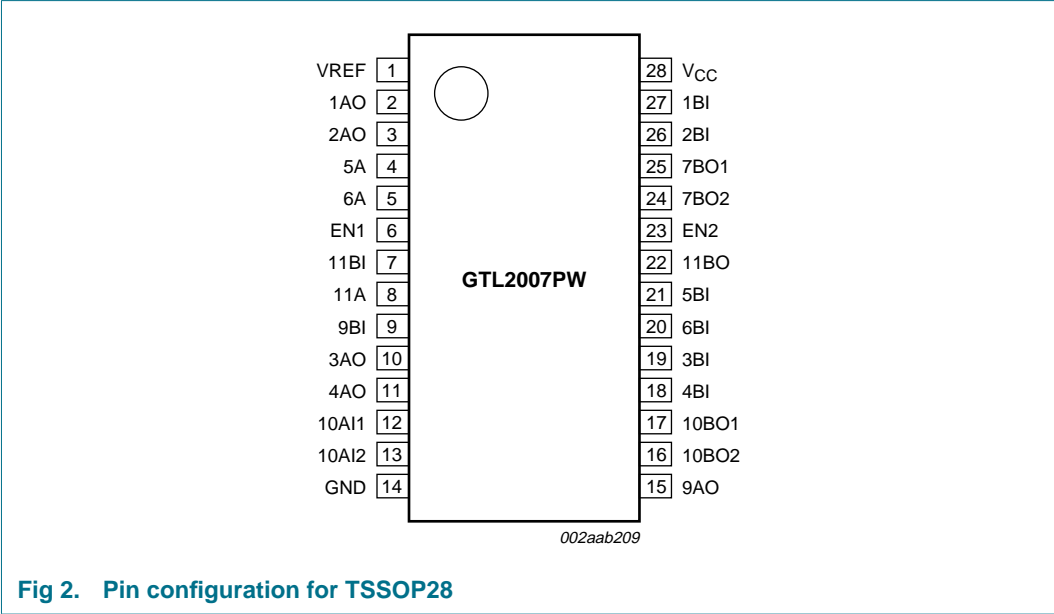 VREF 1 28 VCC
1AO 2 27 1BI
2AO 3 26 2BI
5A 4 25 7BO1
6A 5 24 7BO2
EN1 6 23 EN2
11BI 7 22 11BO
GTL2007PW
11A 8 21 5BI
9BI 9 20 6BI
3AO 10 19 3BI
4AO 11 18 4BI
10AI1 12 17 10BO1
10AI2 13 16 10BO2
GND 14 15 9AO
002aab209
Fig 2. Pin configuration for TSSOP28